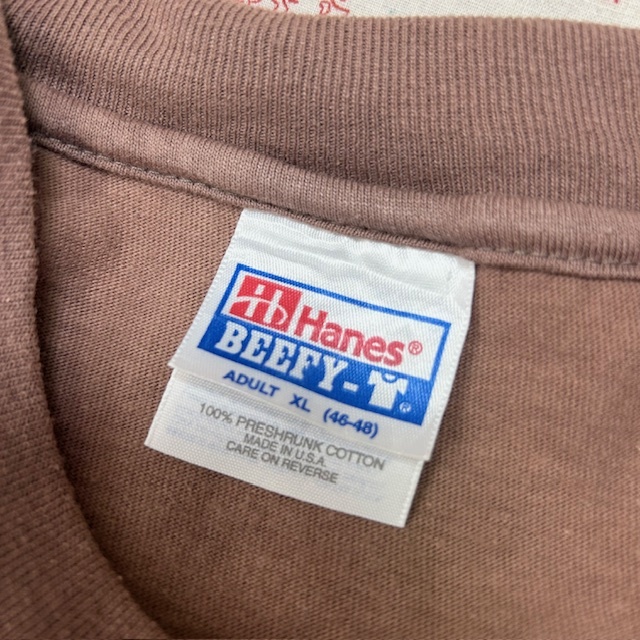 Hanes®
BEEFY-T®
ADULT XL (46-48)
100% PRESHRUNK COTTON
MADE IN U.S.A.
CARE ON REVERSE